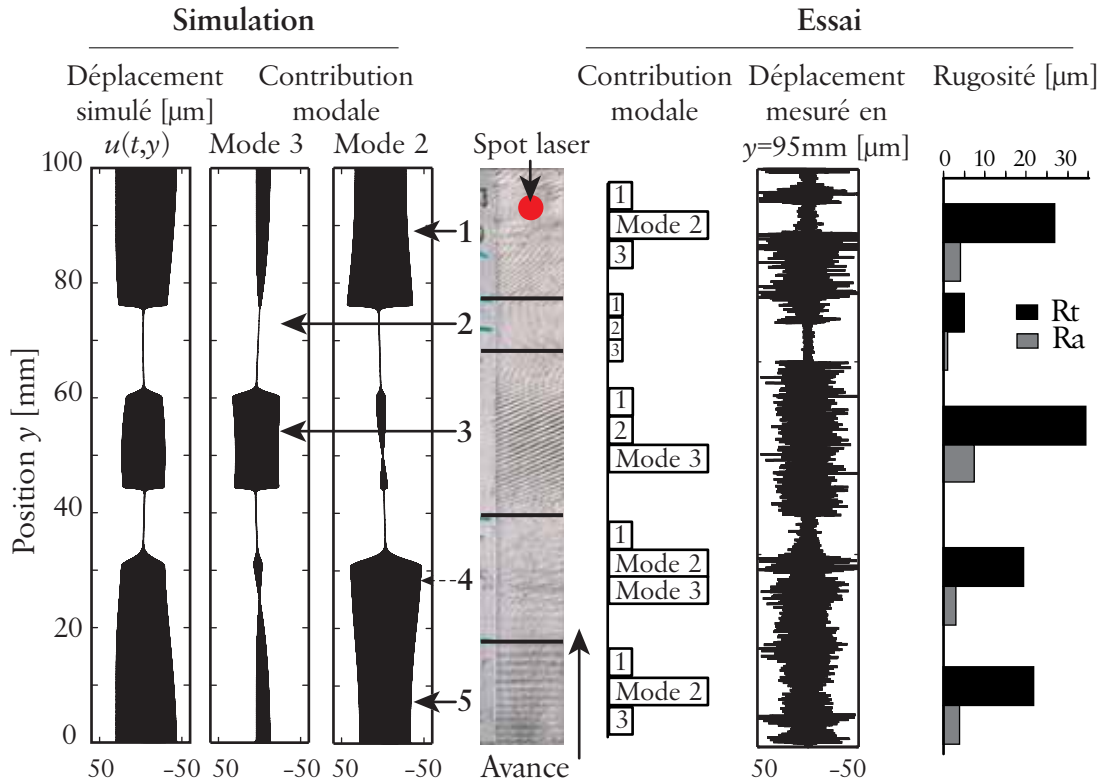 Simulation
Essai
Déplacement
simulé [µm]
u(t,y)
Contribution
modale
Mode 3
Mode 2
Spot laser
Contribution
modale
Déplacement
mesuré en
y=95mm [µm]
Rugosité [µm]
0 10 20 30
Position y [mm]
100
80
60
40
20
0
1
2
3
4
5
1
Mode 2
3
1
2
3
1
2
Mode 3
1
Mode 2
Mode 3
1
Mode 2
3
Rt
Ra
50 –50
50 –50
50 –50
Avance
50 –50